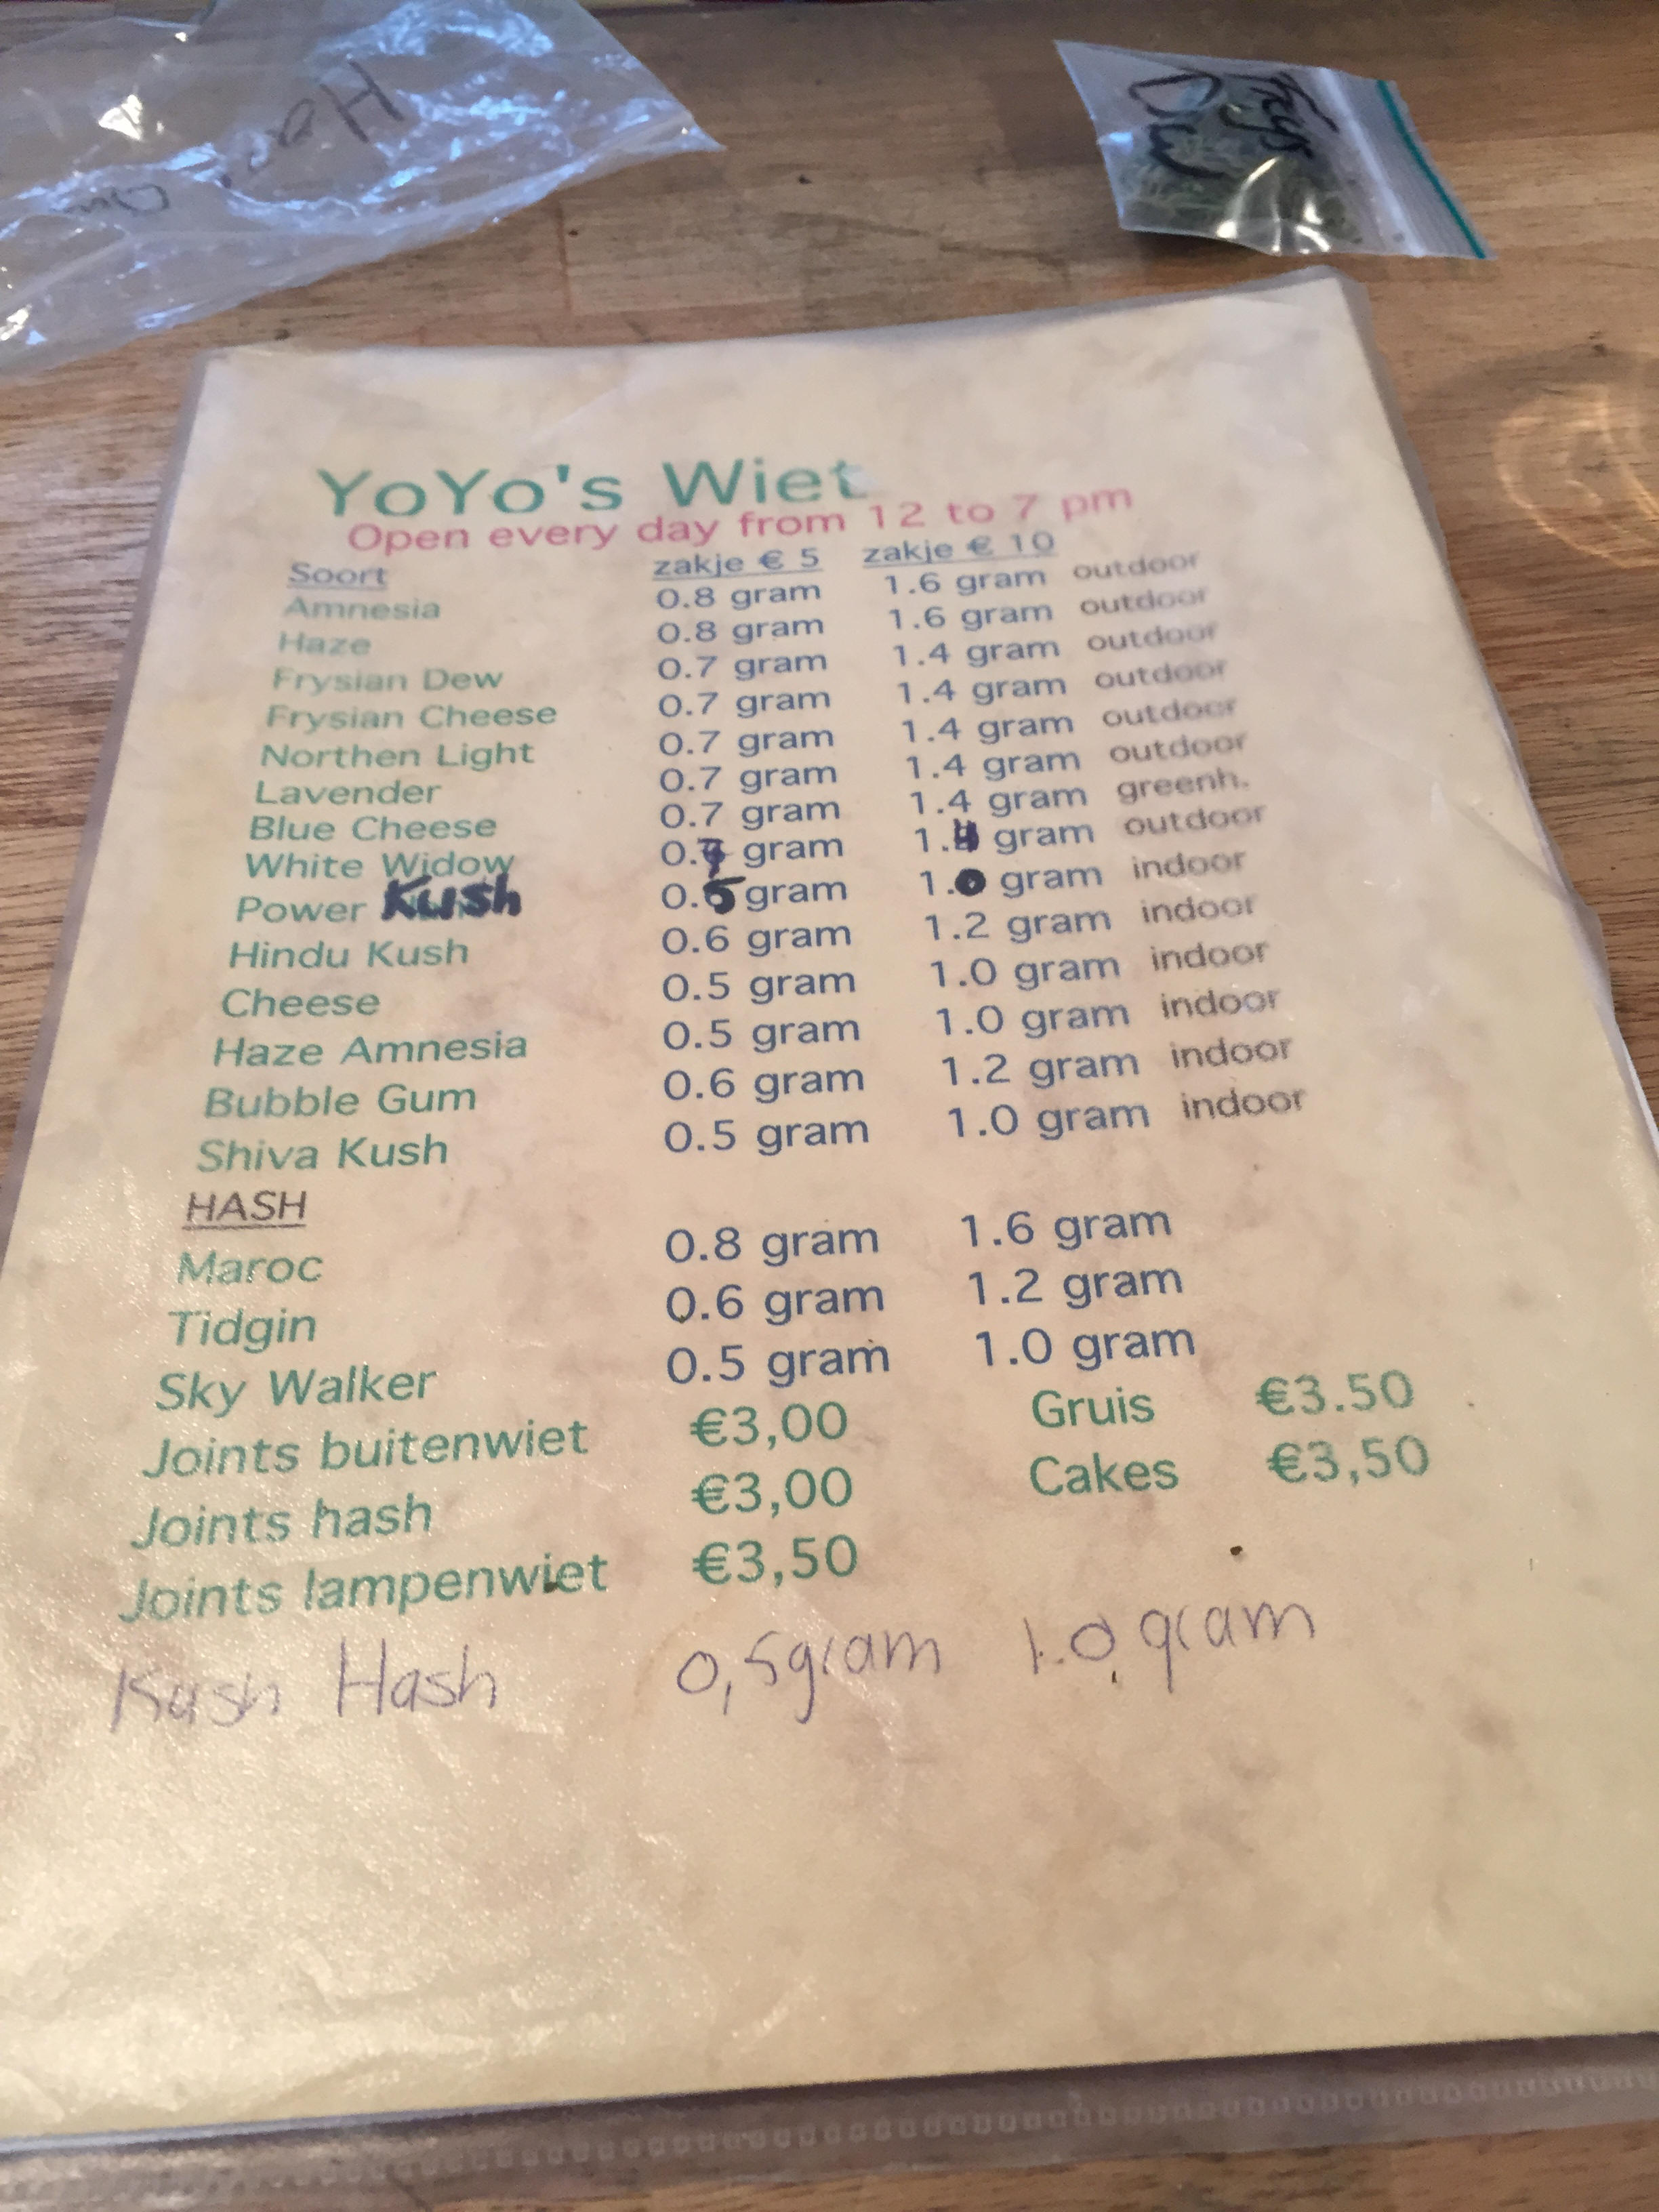 Frys
YoYo's Wiet
Open every day from 12 to 7 pm
Soort zakje € 5 zakje € 10
Amnesia 0.8 gram 1.6 gram outdoor
Haze 0.8 gram 1.6 gram outdoor
Frysian Dew 0.7 gram 1.4 gram outdoor
Frysian Cheese 0.7 gram 1.4 gram outdoor
Northen Light 0.7 gram 1.4 gram outdoor
Lavender 0.7 gram 1.4 gram outdoor
Blue Cheese 0.7 gram 1.4 gram greenh.
White Widow 0.7 gram 1.4 gram outdoor
Power Kush 0.5 gram 1.0 gram indoor
Hindu Kush 0.6 gram 1.2 gram indoor
Cheese 0.5 gram 1.0 gram indoor
Haze Amnesia 0.5 gram 1.0 gram indoor
Bubble Gum 0.6 gram 1.2 gram indoor
Shiva Kush 0.5 gram 1.0 gram indoor
HASH
Maroc 0.8 gram 1.6 gram
Tidgin 0.6 gram 1.2 gram
Sky Walker 0.5 gram 1.0 gram
Joints buitenwiet €3,00 Gruis €3.50
Joints hash €3,00 Cakes €3,50
Joints lampenwiet €3,50
Kush Hash 0,5gram 1.0 gram